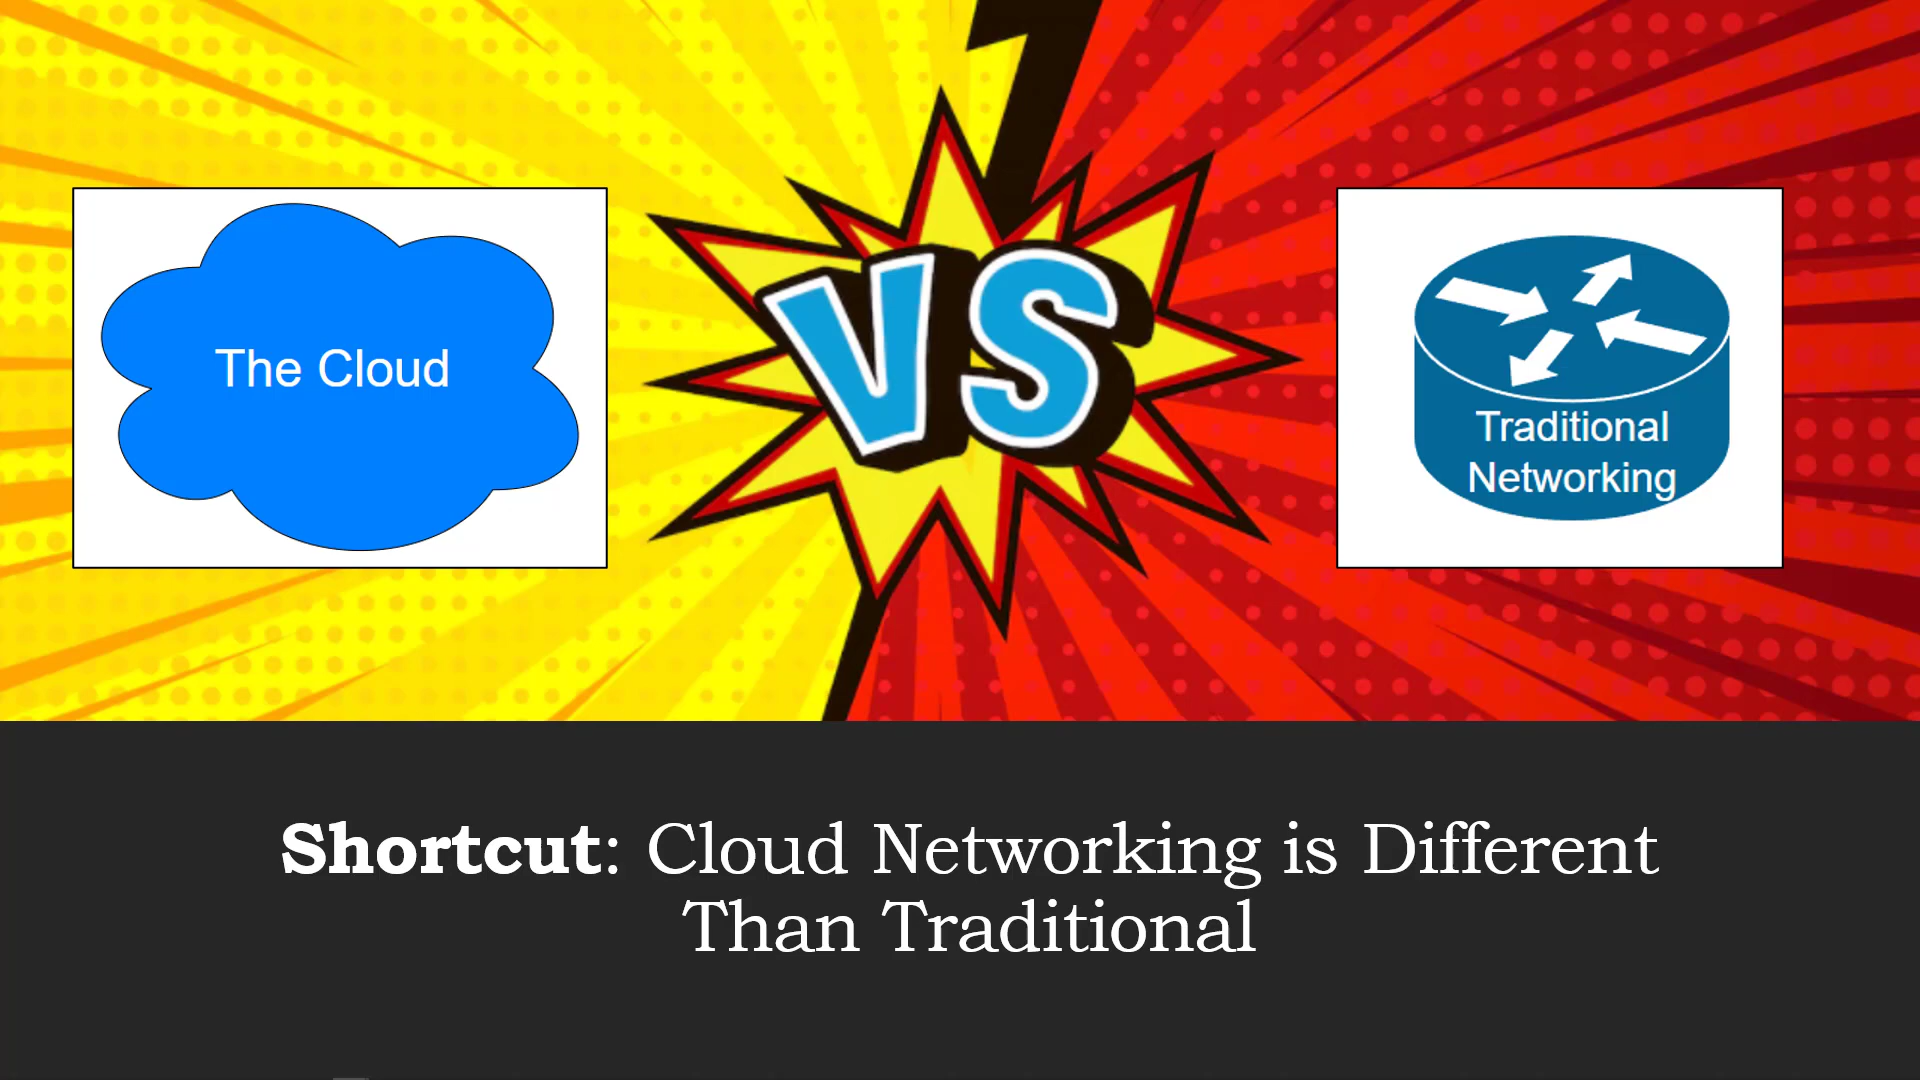 The Cloud
VS
Traditional
Networking
Shortcut: Cloud Networking is Different
Than Traditional